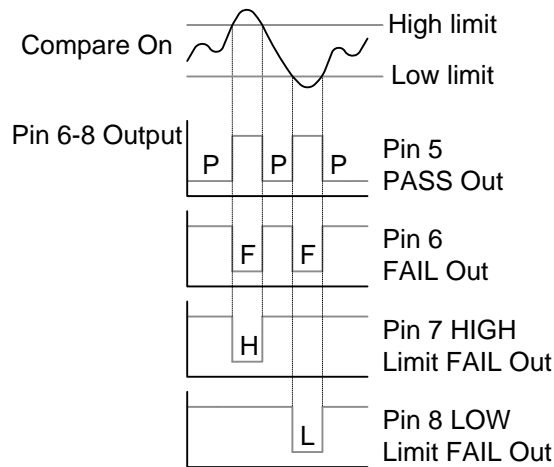 High limit
Compare On
Low limit
Pin 6-8 Output
P P P
Pin 5
PASS Out
F F
Pin 6
FAIL Out
H
Pin 7 HIGH
Limit FAIL Out
L
Pin 8 LOW
Limit FAIL Out